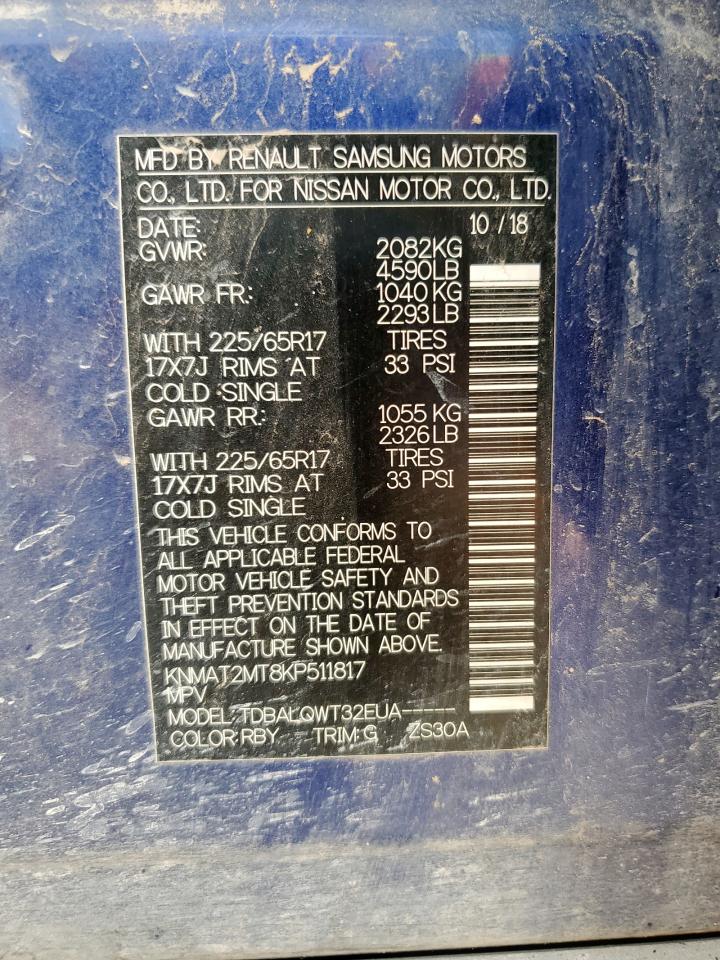 MFD BY RENAULT SAMSUNG MOTORS
CO., LTD. FOR NISSAN MOTOR CO., LTD.
DATE: 10 / 18
GVWR: 2082KG
4590LB
GAWR FR.: 1040 KG
2293 LB
WITH 225/65R17 TIRES
17X7J RIMS AT 33 PSI
COLD SINGLE
GAWR RR.: 1055 KG
2326 LB
WITH 225/65R17 TIRES
17X7J RIMS AT 33 PSI
COLD SINGLE
THIS VEHICLE CONFORMS TO
ALL APPLICABLE FEDERAL
MOTOR VEHICLE SAFETY AND
THEFT PREVENTION STANDARDS
IN EFFECT ON THE DATE OF
MANUFACTURE SHOWN ABOVE.
KNMAT2MT8KP511817
MPV
MODEL:TDBALQWT32EUA-----
COLOR:RBY TRIM:G ZS30A